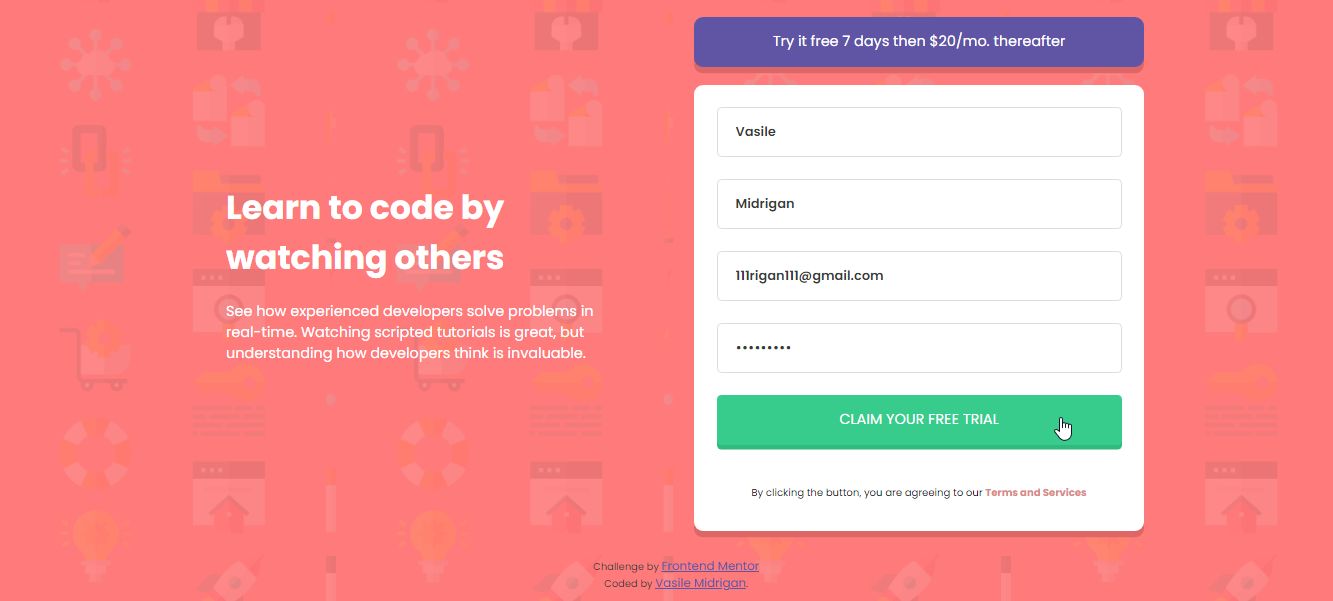 Learn to code by
watching others
See how experienced developers solve problems in
real-time. Watching scripted tutorials is great, but
understanding how developers think is invaluable.
Try it free 7 days then $20/mo. thereafter
Vasile
Midrigan
111rigan111@gmail.com
•••••••••
CLAIM YOUR FREE TRIAL
By clicking the button, you are agreeing to our Terms and Services
Challenge by Frontend Mentor
Coded by Vasile Midrigan.